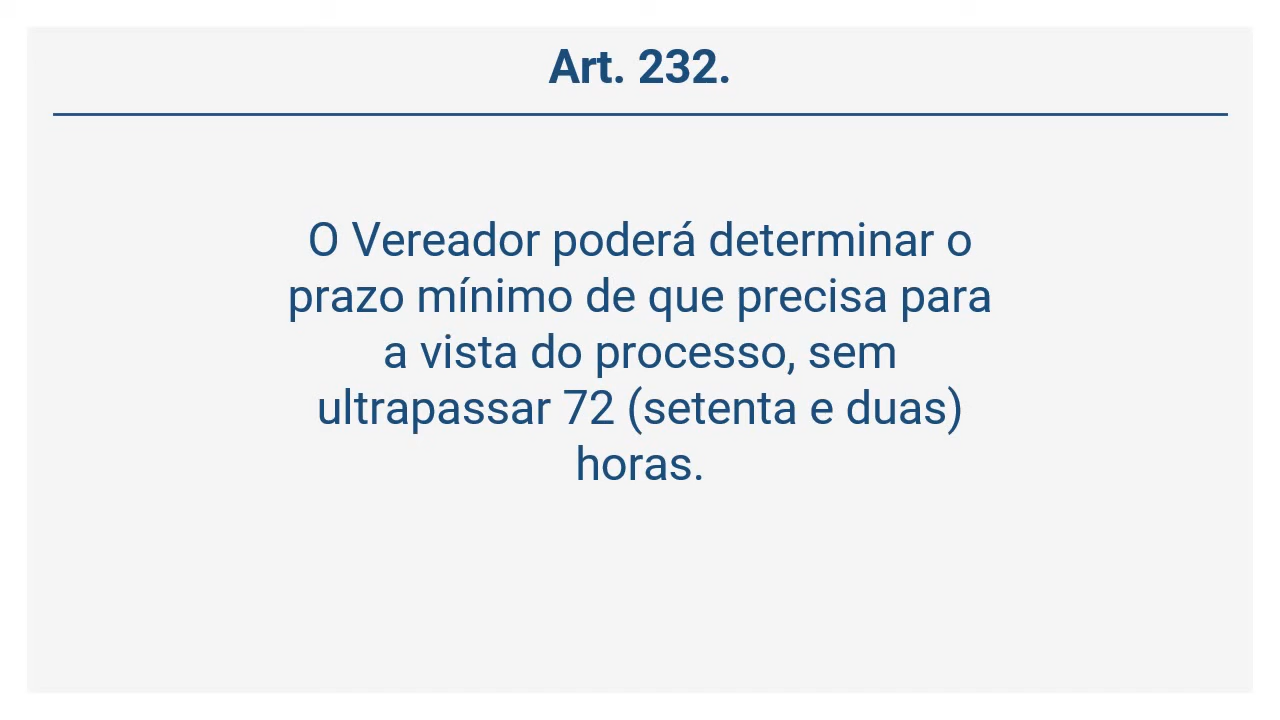 Art. 232.
O Vereador poderá determinar o
prazo mínimo de que precisa para
a vista do processo, sem
ultrapassar 72 (setenta e duas)
horas.